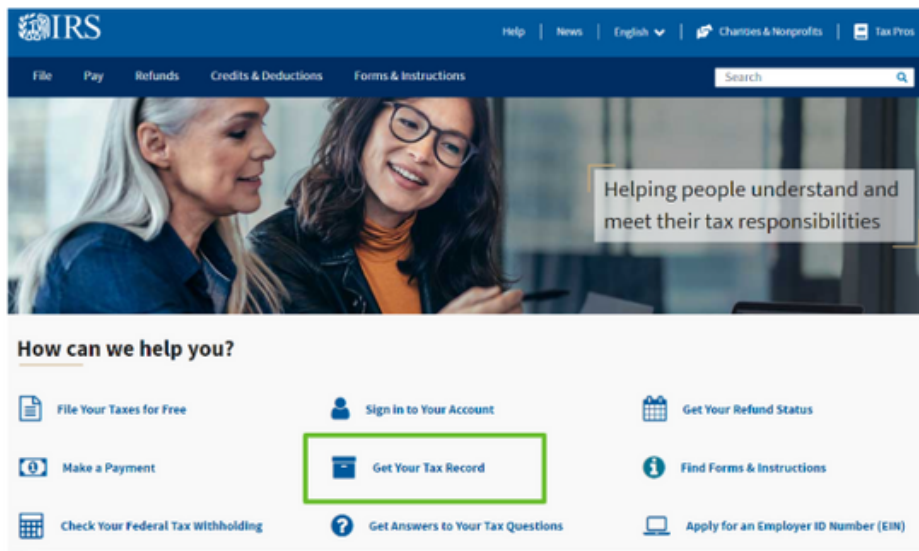 IRS
Help News English Charities & Nonprofits Tax Pros
File Pay Refunds Credits & Deductions Forms & Instructions Search
Helping people understand and
meet their tax responsibilities
How can we help you?
File Your Taxes for Free Sign in to Your Account Get Your Refund Status
Make a Payment Get Your Tax Record Find Forms & Instructions
Check Your Federal Tax Withholding Get Answers to Your Tax Questions Apply for an Employer ID Number (EIN)